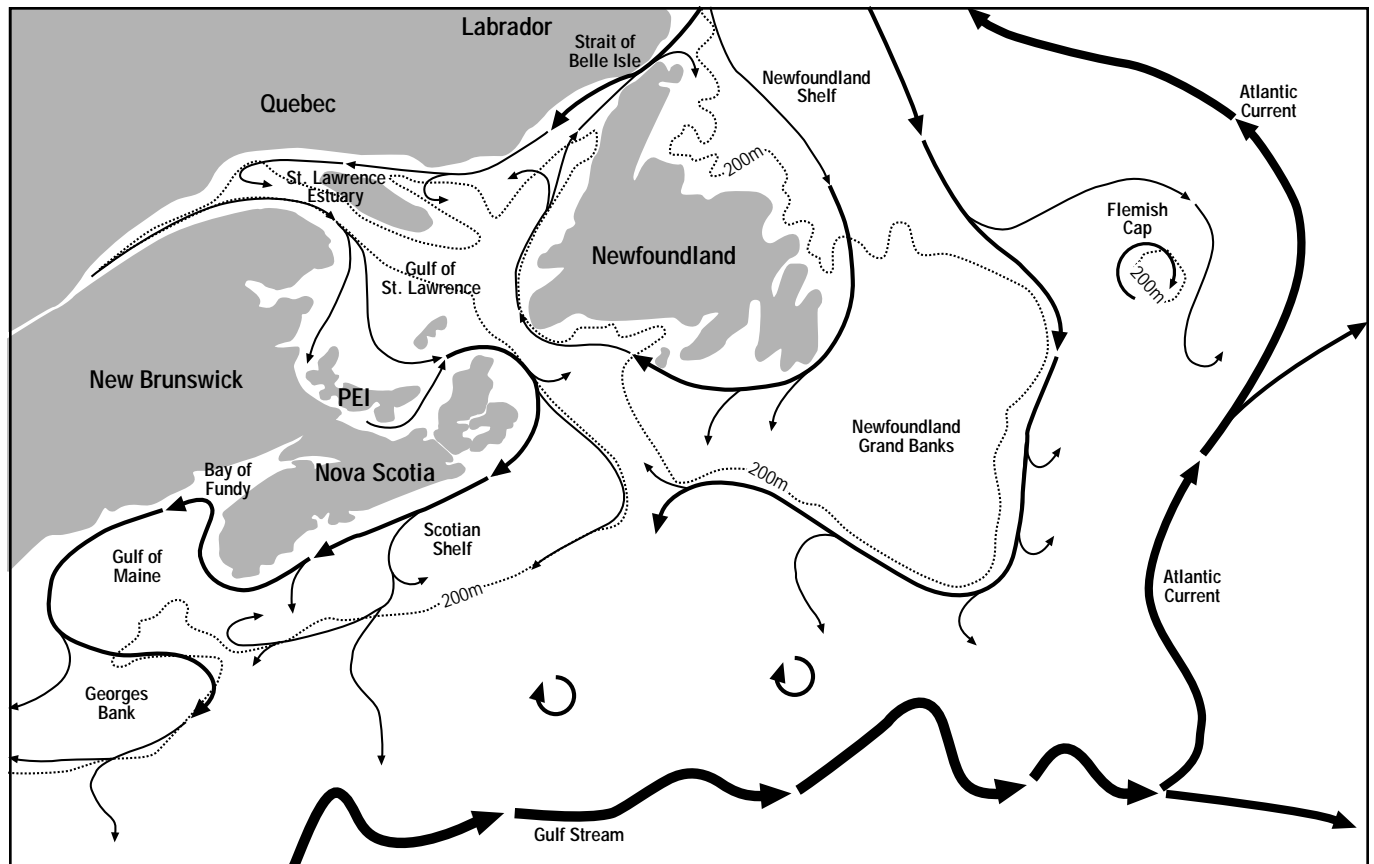 Labrador
Strait of
Belle Isle
Newfoundland
Shelf
Atlantic
Current
Quebec
200m
St. Lawrence
Estuary
Flemish
Cap
200m
Newfoundland
Gulf of
St. Lawrence
New Brunswick
PEI
Newfoundland
Grand Banks
Bay of
Fundy
Nova Scotia
200m
Scotian
Shelf
Gulf of
Maine
200m
Atlantic
Current
Georges
Bank
Gulf Stream